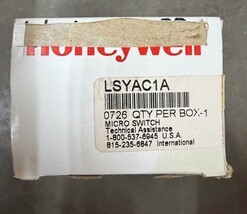 Honeywell
LSYAC1A
0726 QTY PER BOX-1
MICRO SWITCH
Technical Assistance
1-800-537-6945 U.S.A.
815-235-6847 International